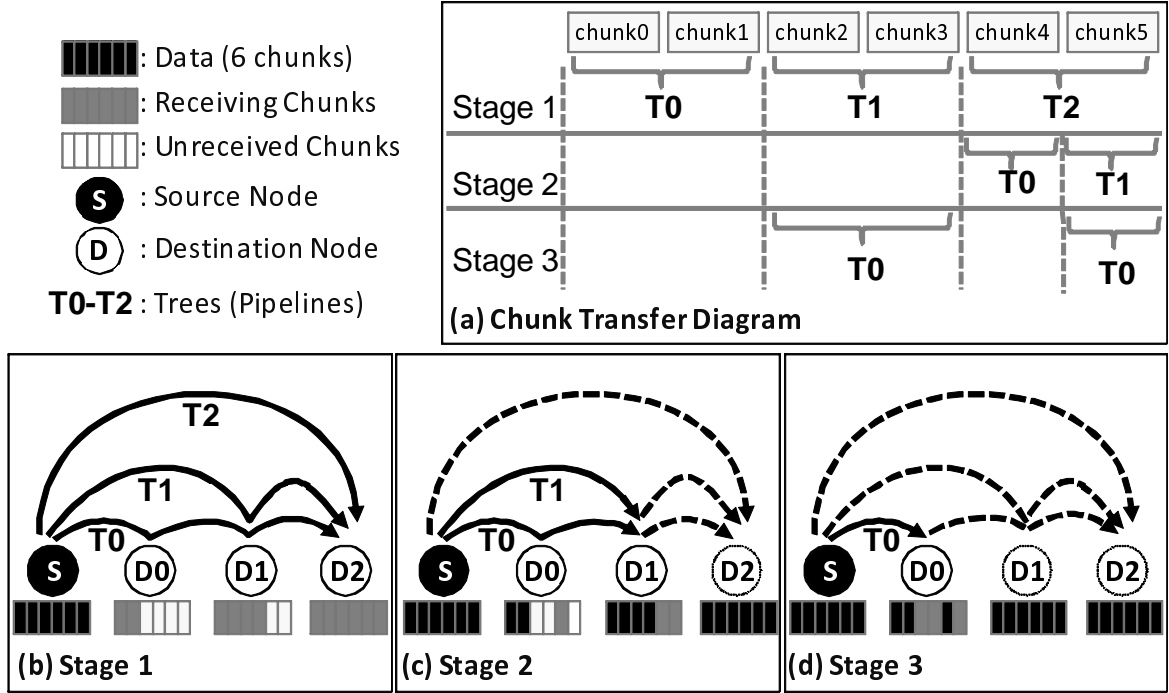 : Data (6 chunks)
: Receiving Chunks
: Unreceived Chunks
S : Source Node
D : Destination Node
T0-T2 : Trees (Pipelines)
chunk0 chunk1 chunk2 chunk3 chunk4 chunk5
Stage 1 T0 T1 T2
Stage 2 T0 T1
Stage 3 T0 T0
(a) Chunk Transfer Diagram
T2
T1
T0
S D0 D1 D2
(b) Stage 1
T1
T0
S D0 D1 D2
(c) Stage 2
T0
S D0 D1 D2
(d) Stage 3